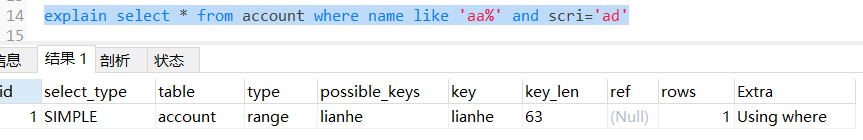 14 explain select * from account where name like 'aa%' and scri='ad'
15
信息 结果 1 剖析 状态
id select_type table type possible_keys key key_len ref rows Extra
1 SIMPLE account range lianhe lianhe 63 (Null) 1 Using where